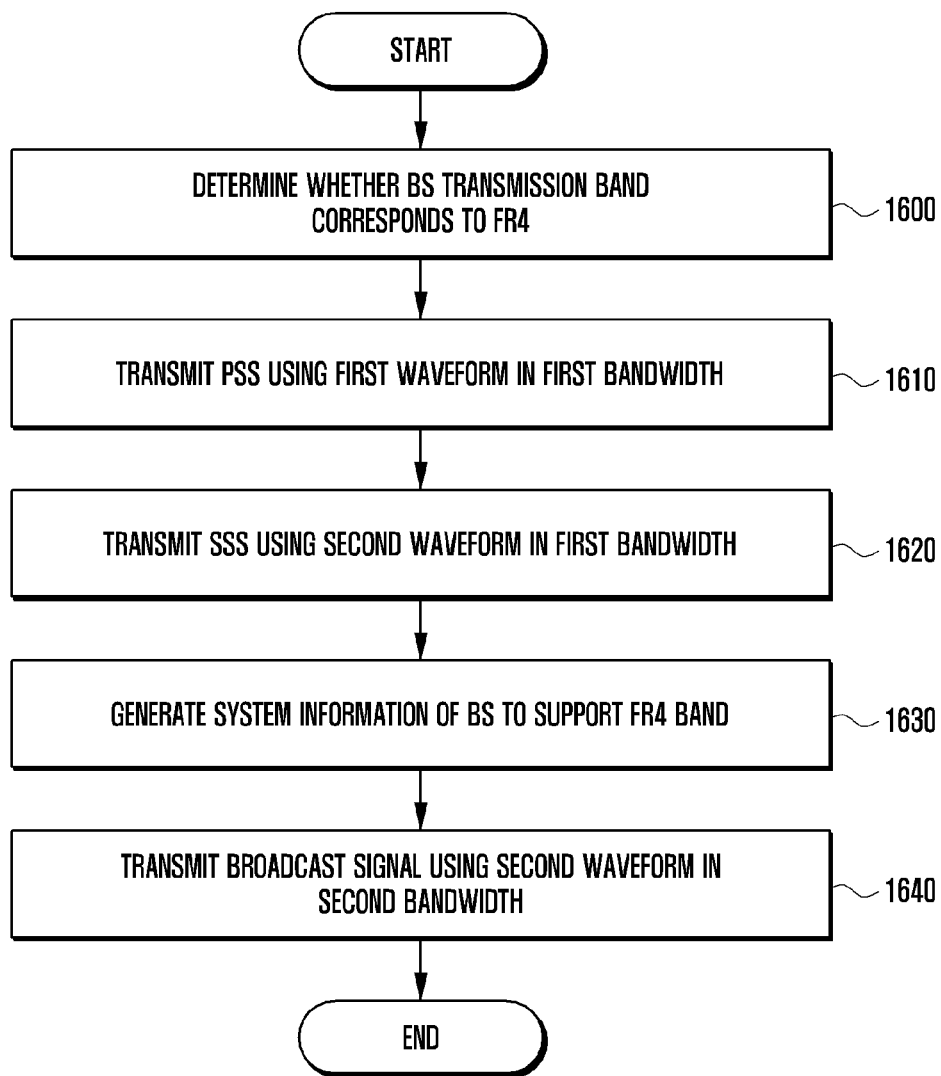 START
DETERMINE WHETHER BS TRANSMISSION BAND
CORRESPONDS TO FR4
1600
TRANSMIT PSS USING FIRST WAVEFORM IN FIRST BANDWIDTH
1610
TRANSMIT SSS USING SECOND WAVEFORM IN FIRST BANDWIDTH
1620
GENERATE SYSTEM INFORMATION OF BS TO SUPPORT FR4 BAND
1630
TRANSMIT BROADCAST SIGNAL USING SECOND WAVEFORM IN
SECOND BANDWIDTH
1640
END